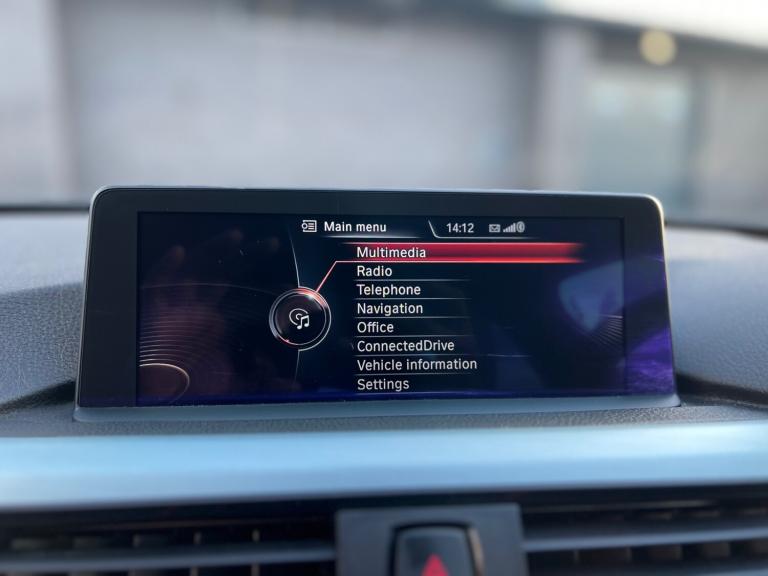 Main menu
14:12
Multimedia
Radio
Telephone
Navigation
Office
ConnectedDrive
Vehicle information
Settings